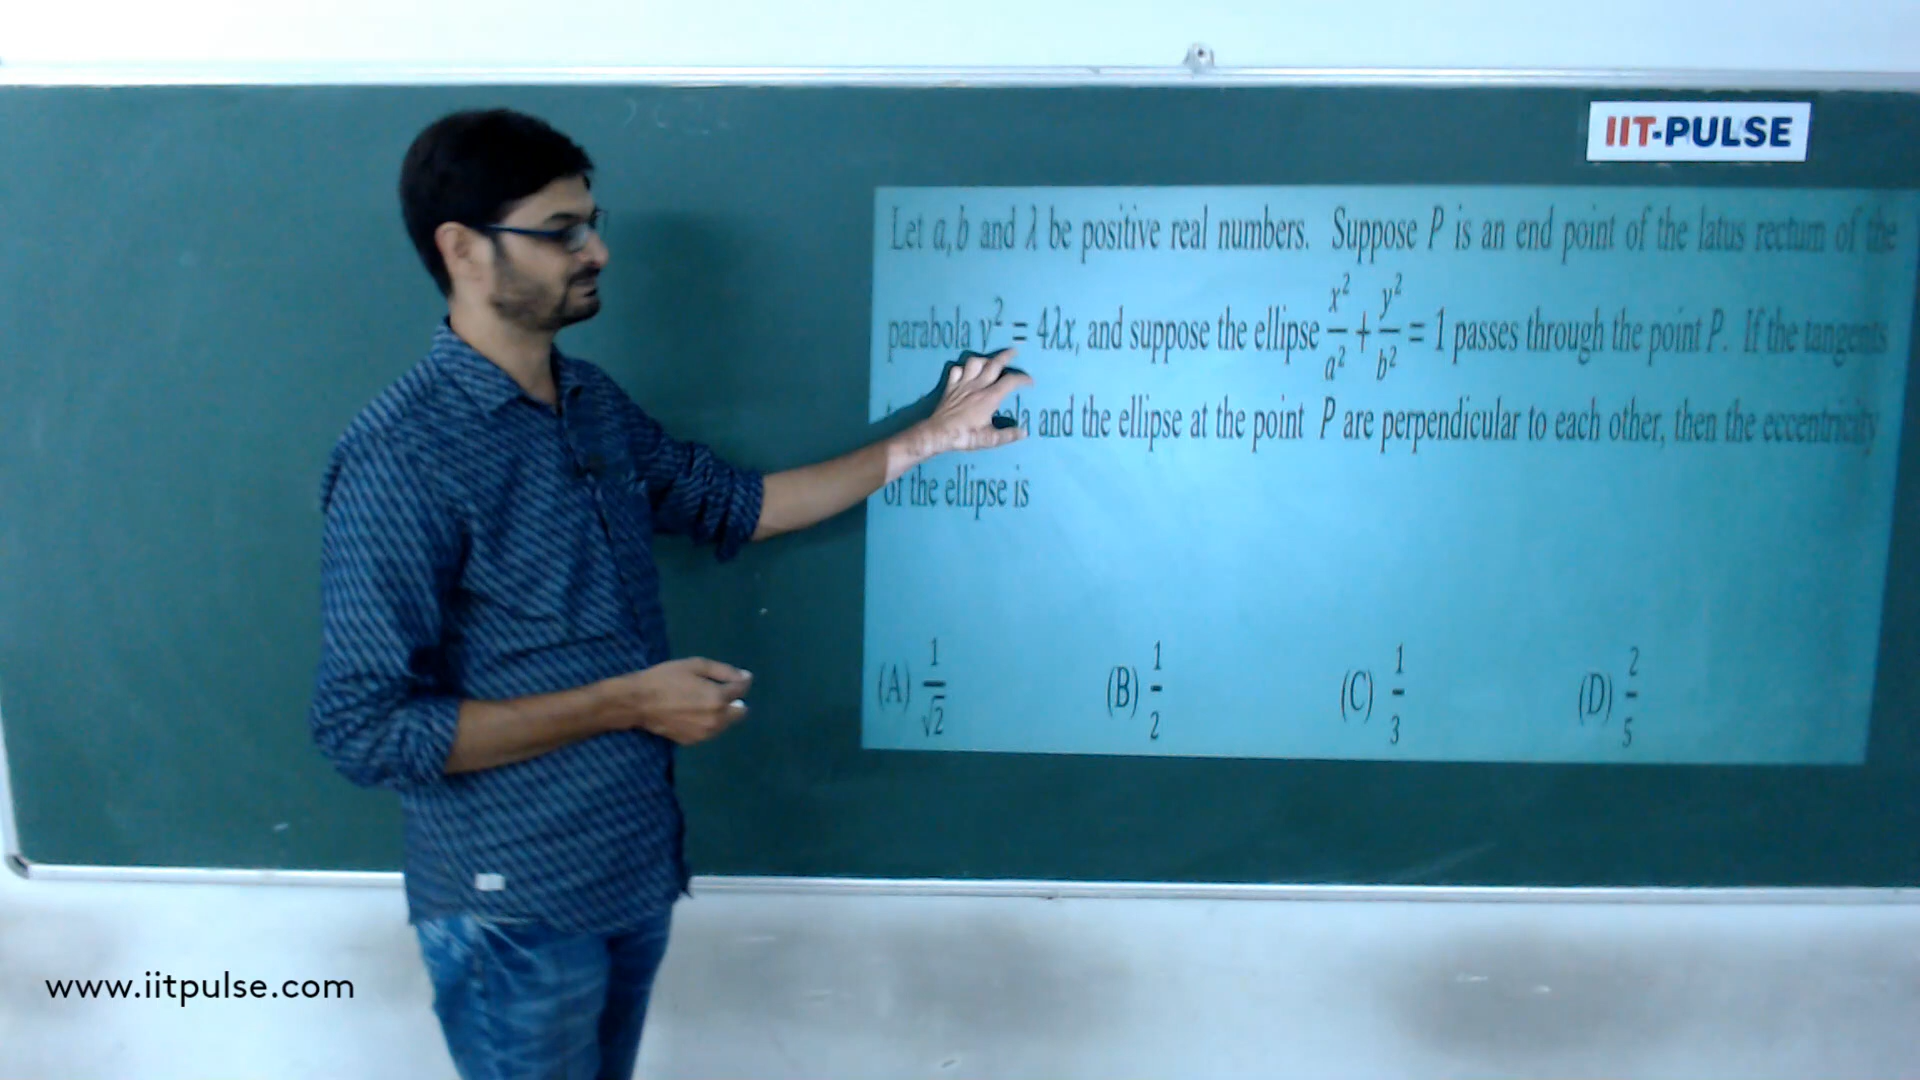 IIT-PULSE
Let a, b and λ be positive real numbers. Suppose P is an end point of the latus rectum of the
parabola y² = 4λx, and suppose the ellipse x²/a² + y²/b² = 1 passes through the point P. If the tangents
and the ellipse at the point P are perpendicular to each other, then the eccentricity
of the ellipse is
(A) 1/√2 (B) 1/2 (C) 1/3 (D) 2/5
www.iitpulse.com